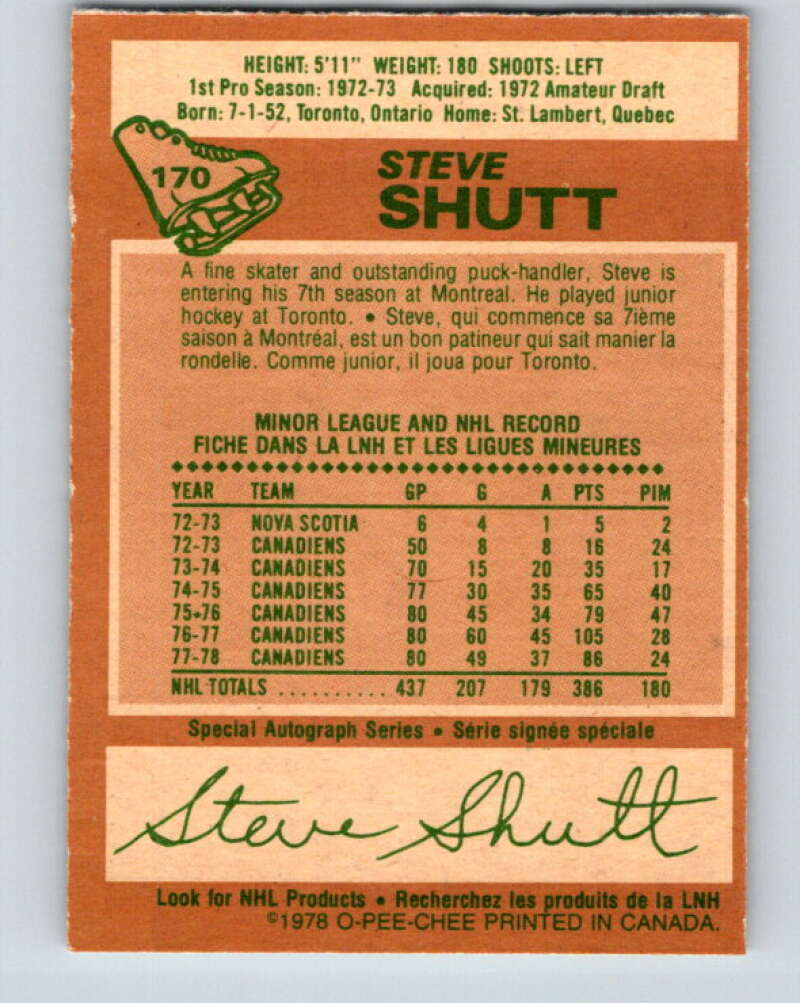 HEIGHT: 5'11" WEIGHT: 180 SHOOTS: LEFT
1st Pro Season: 1972-73 Acquired: 1972 Amateur Draft
Born: 7-1-52, Toronto, Ontario Home: St. Lambert, Quebec
170
STEVE
SHUTT
A fine skater and outstanding puck-handler, Steve is
entering his 7th season at Montreal. He played junior
hockey at Toronto. • Steve, qui commence sa 7ième
saison à Montréal, est un bon patineur qui sait manier la
rondelle. Comme junior, il joua pour Toronto.
MINOR LEAGUE AND NHL RECORD
FICHE DANS LA LNH ET LES LIGUES MINEURES
YEAR TEAM GP G A PTS PIM
72-73 NOVA SCOTIA 6 4 1 5 2
72-73 CANADIENS 50 8 8 16 24
73-74 CANADIENS 70 15 20 35 17
74-75 CANADIENS 77 30 35 65 40
75-76 CANADIENS 80 45 34 79 47
76-77 CANADIENS 80 60 45 105 28
77-78 CANADIENS 80 49 37 86 24
NHL TOTALS .......... 437 207 179 386 180
Special Autograph Series • Série signée spéciale
Steve Shutt
Look for NHL Products • Recherchez les produits de la LNH
©1978 O-PEE-CHEE PRINTED IN CANADA.